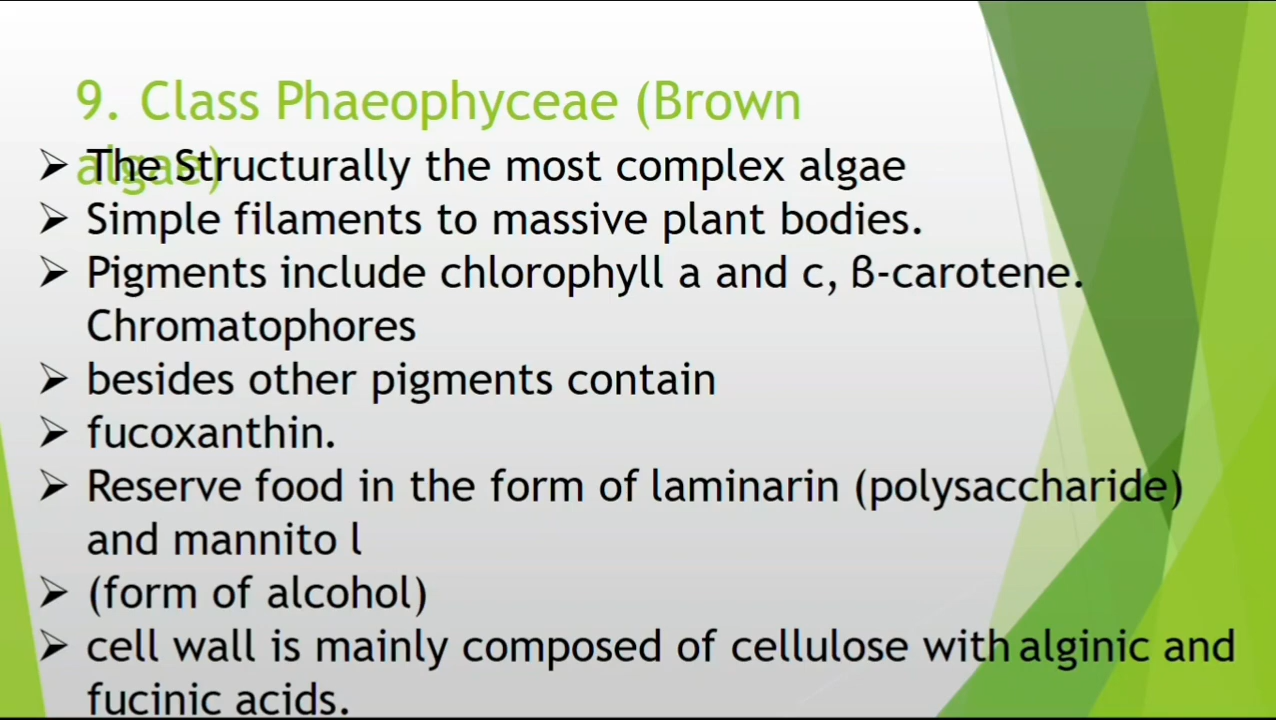 9. Class Phaeophyceae (Brown
algae)
➢ The Structurally the most complex algae
➢ Simple filaments to massive plant bodies.
➢ Pigments include chlorophyll a and c, β-carotene.
Chromatophores
➢ besides other pigments contain
➢ fucoxanthin.
➢ Reserve food in the form of laminarin (polysaccharide)
and mannito l
➢ (form of alcohol)
➢ cell wall is mainly composed of cellulose with alginic and
fucinic acids.